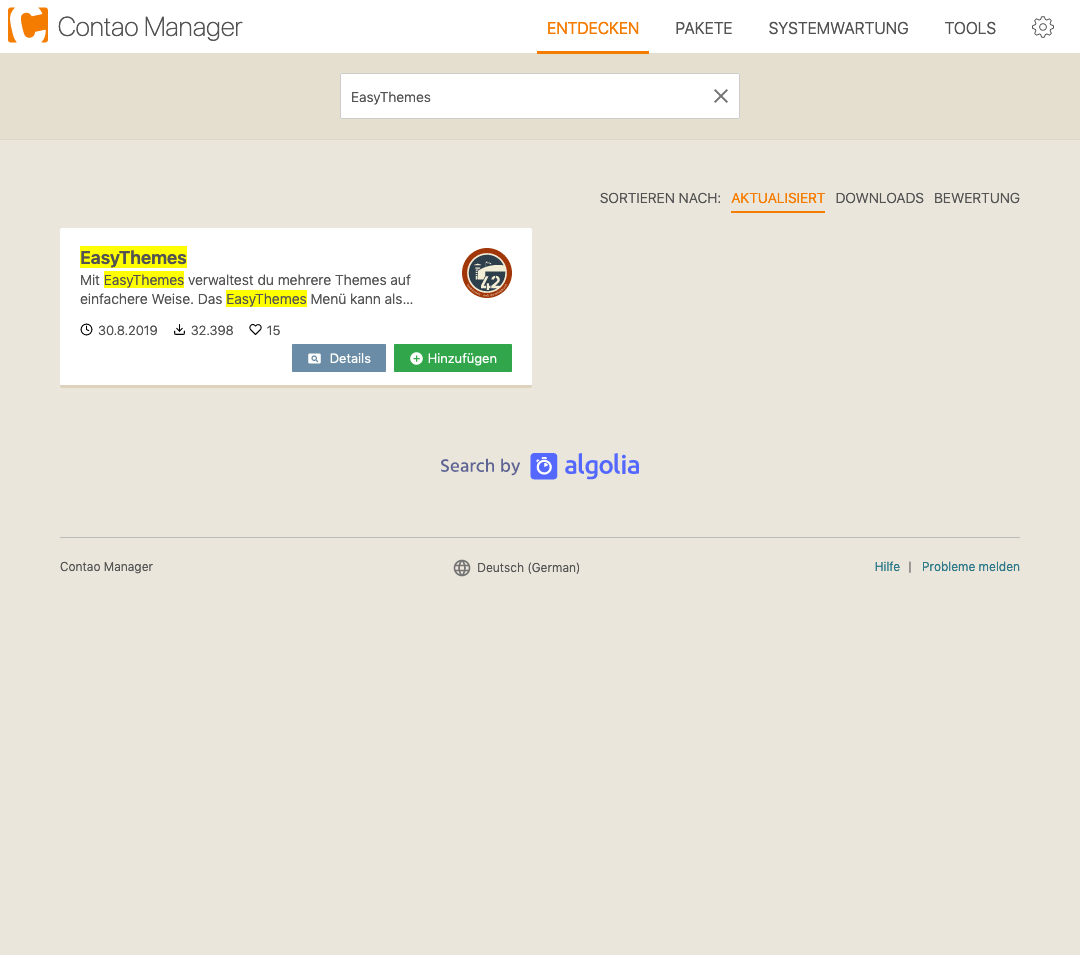 Contao Manager
ENTDECKEN PAKETE SYSTEMWARTUNG TOOLS
EasyThemes
SORTIEREN NACH: AKTUALISIERT DOWNLOADS BEWERTUNG
EasyThemes
Mit EasyThemes verwaltest du mehrere Themes auf
einfachere Weise. Das EasyThemes Menü kann als...
42
30.8.2019 32.398 15
Details Hinzufügen
Search by algolia
Contao Manager
Deutsch (German)
Hilfe | Probleme melden